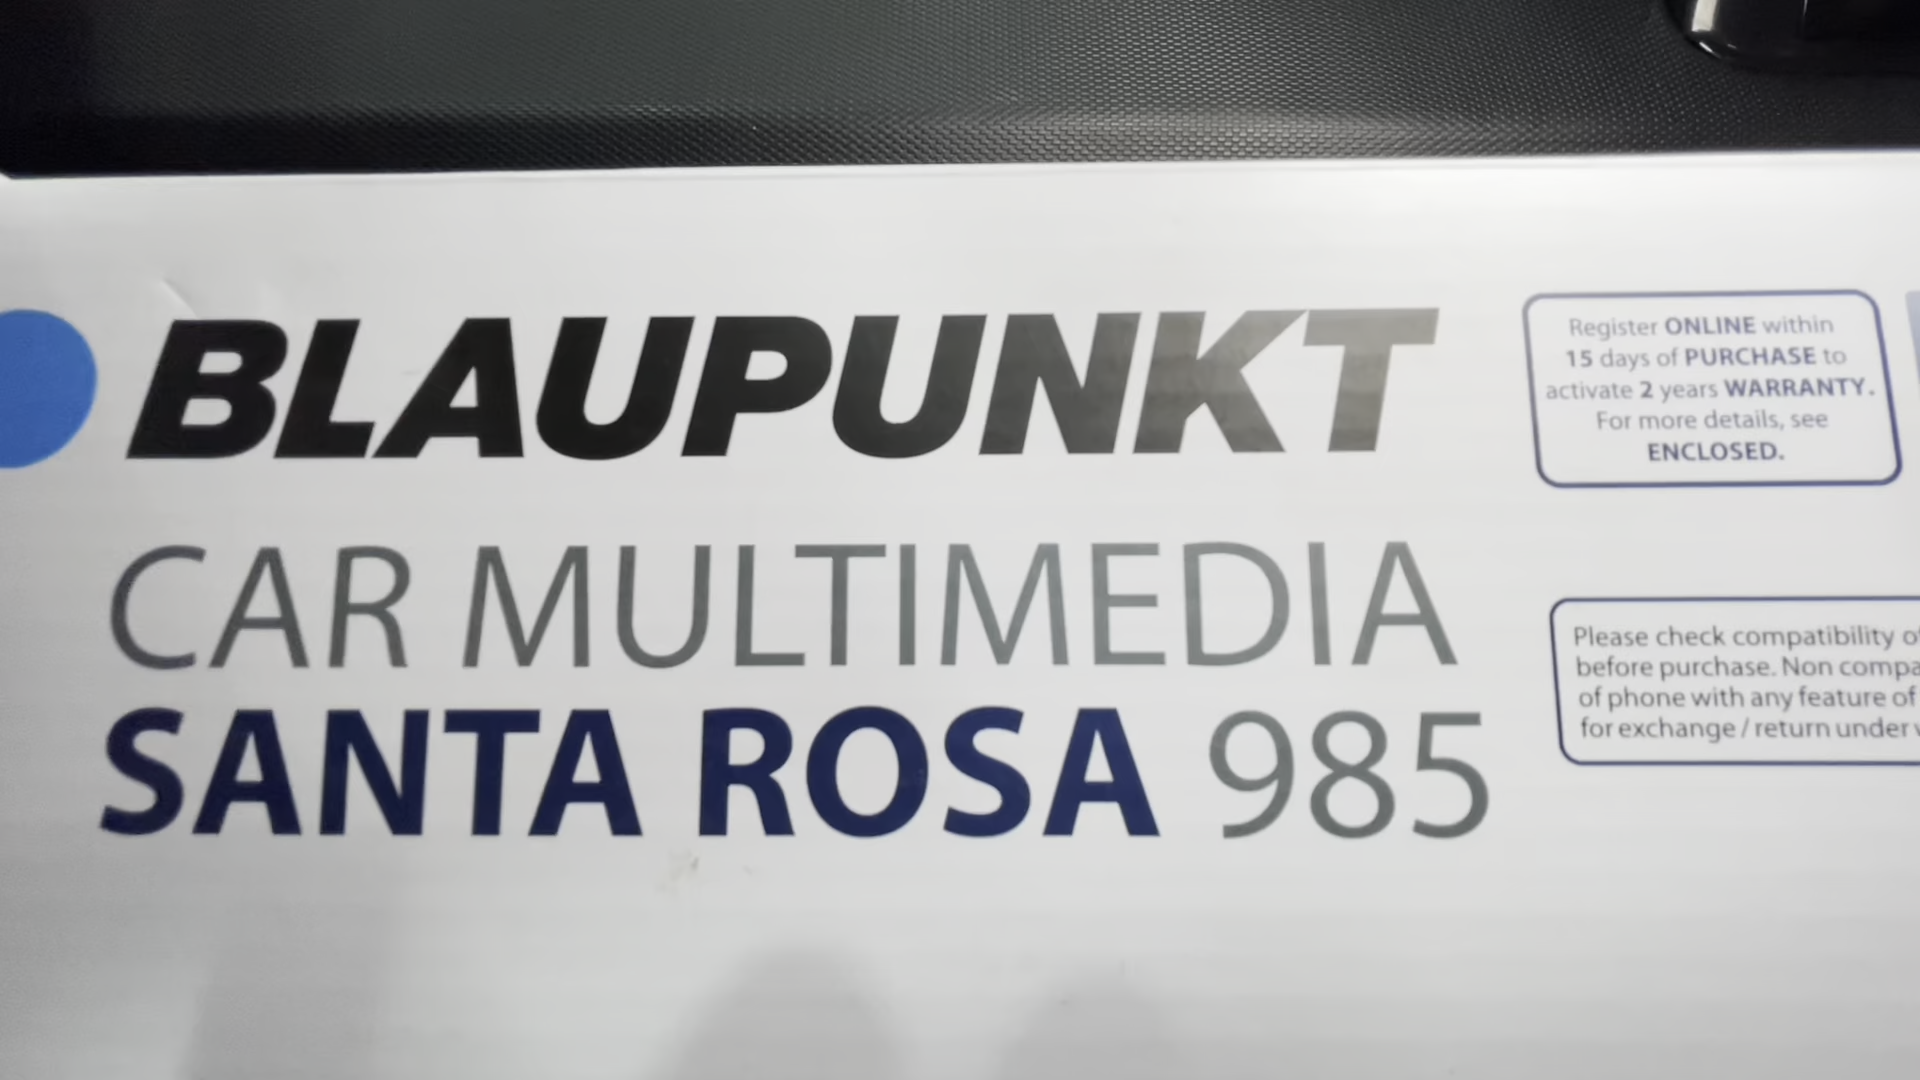 BLAUPUNKT
CAR MULTIMEDIA
SANTA ROSA 985
Register ONLINE within
15 days of PURCHASE to
activate 2 years WARRANTY.
For more details, see
ENCLOSED.
Please check compatibility
before purchase. Non
of phone with any feature of
for exchange / return under